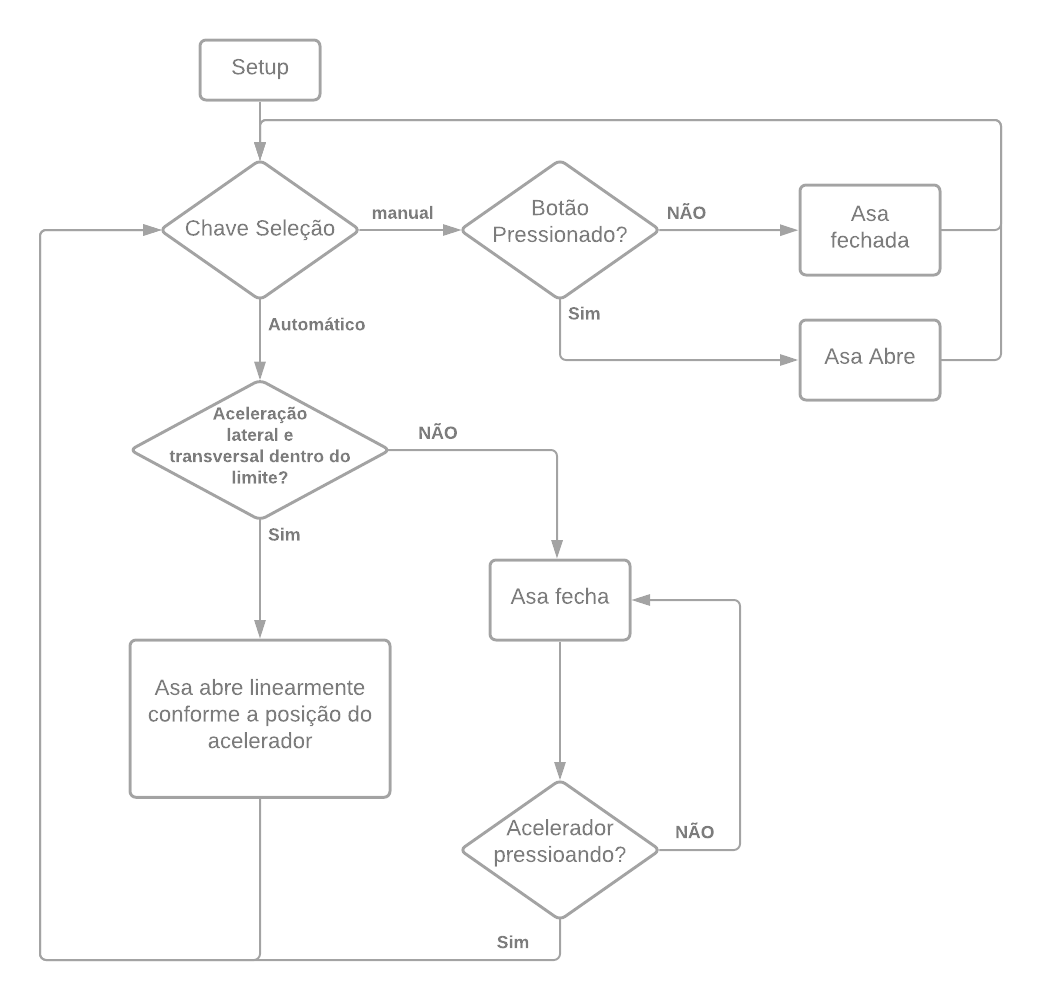 Setup
Chave Seleção
manual
Botão
Pressionado?
NÃO
Asa
fechada
Sim
Asa Abre
Automático
Aceleração
lateral e
transversal dentro do
limite?
NÃO
Sim
Asa fecha
Asa abre linearmente
conforme a posição do
acelerador
Acelerador
pressioando?
NÃO
Sim